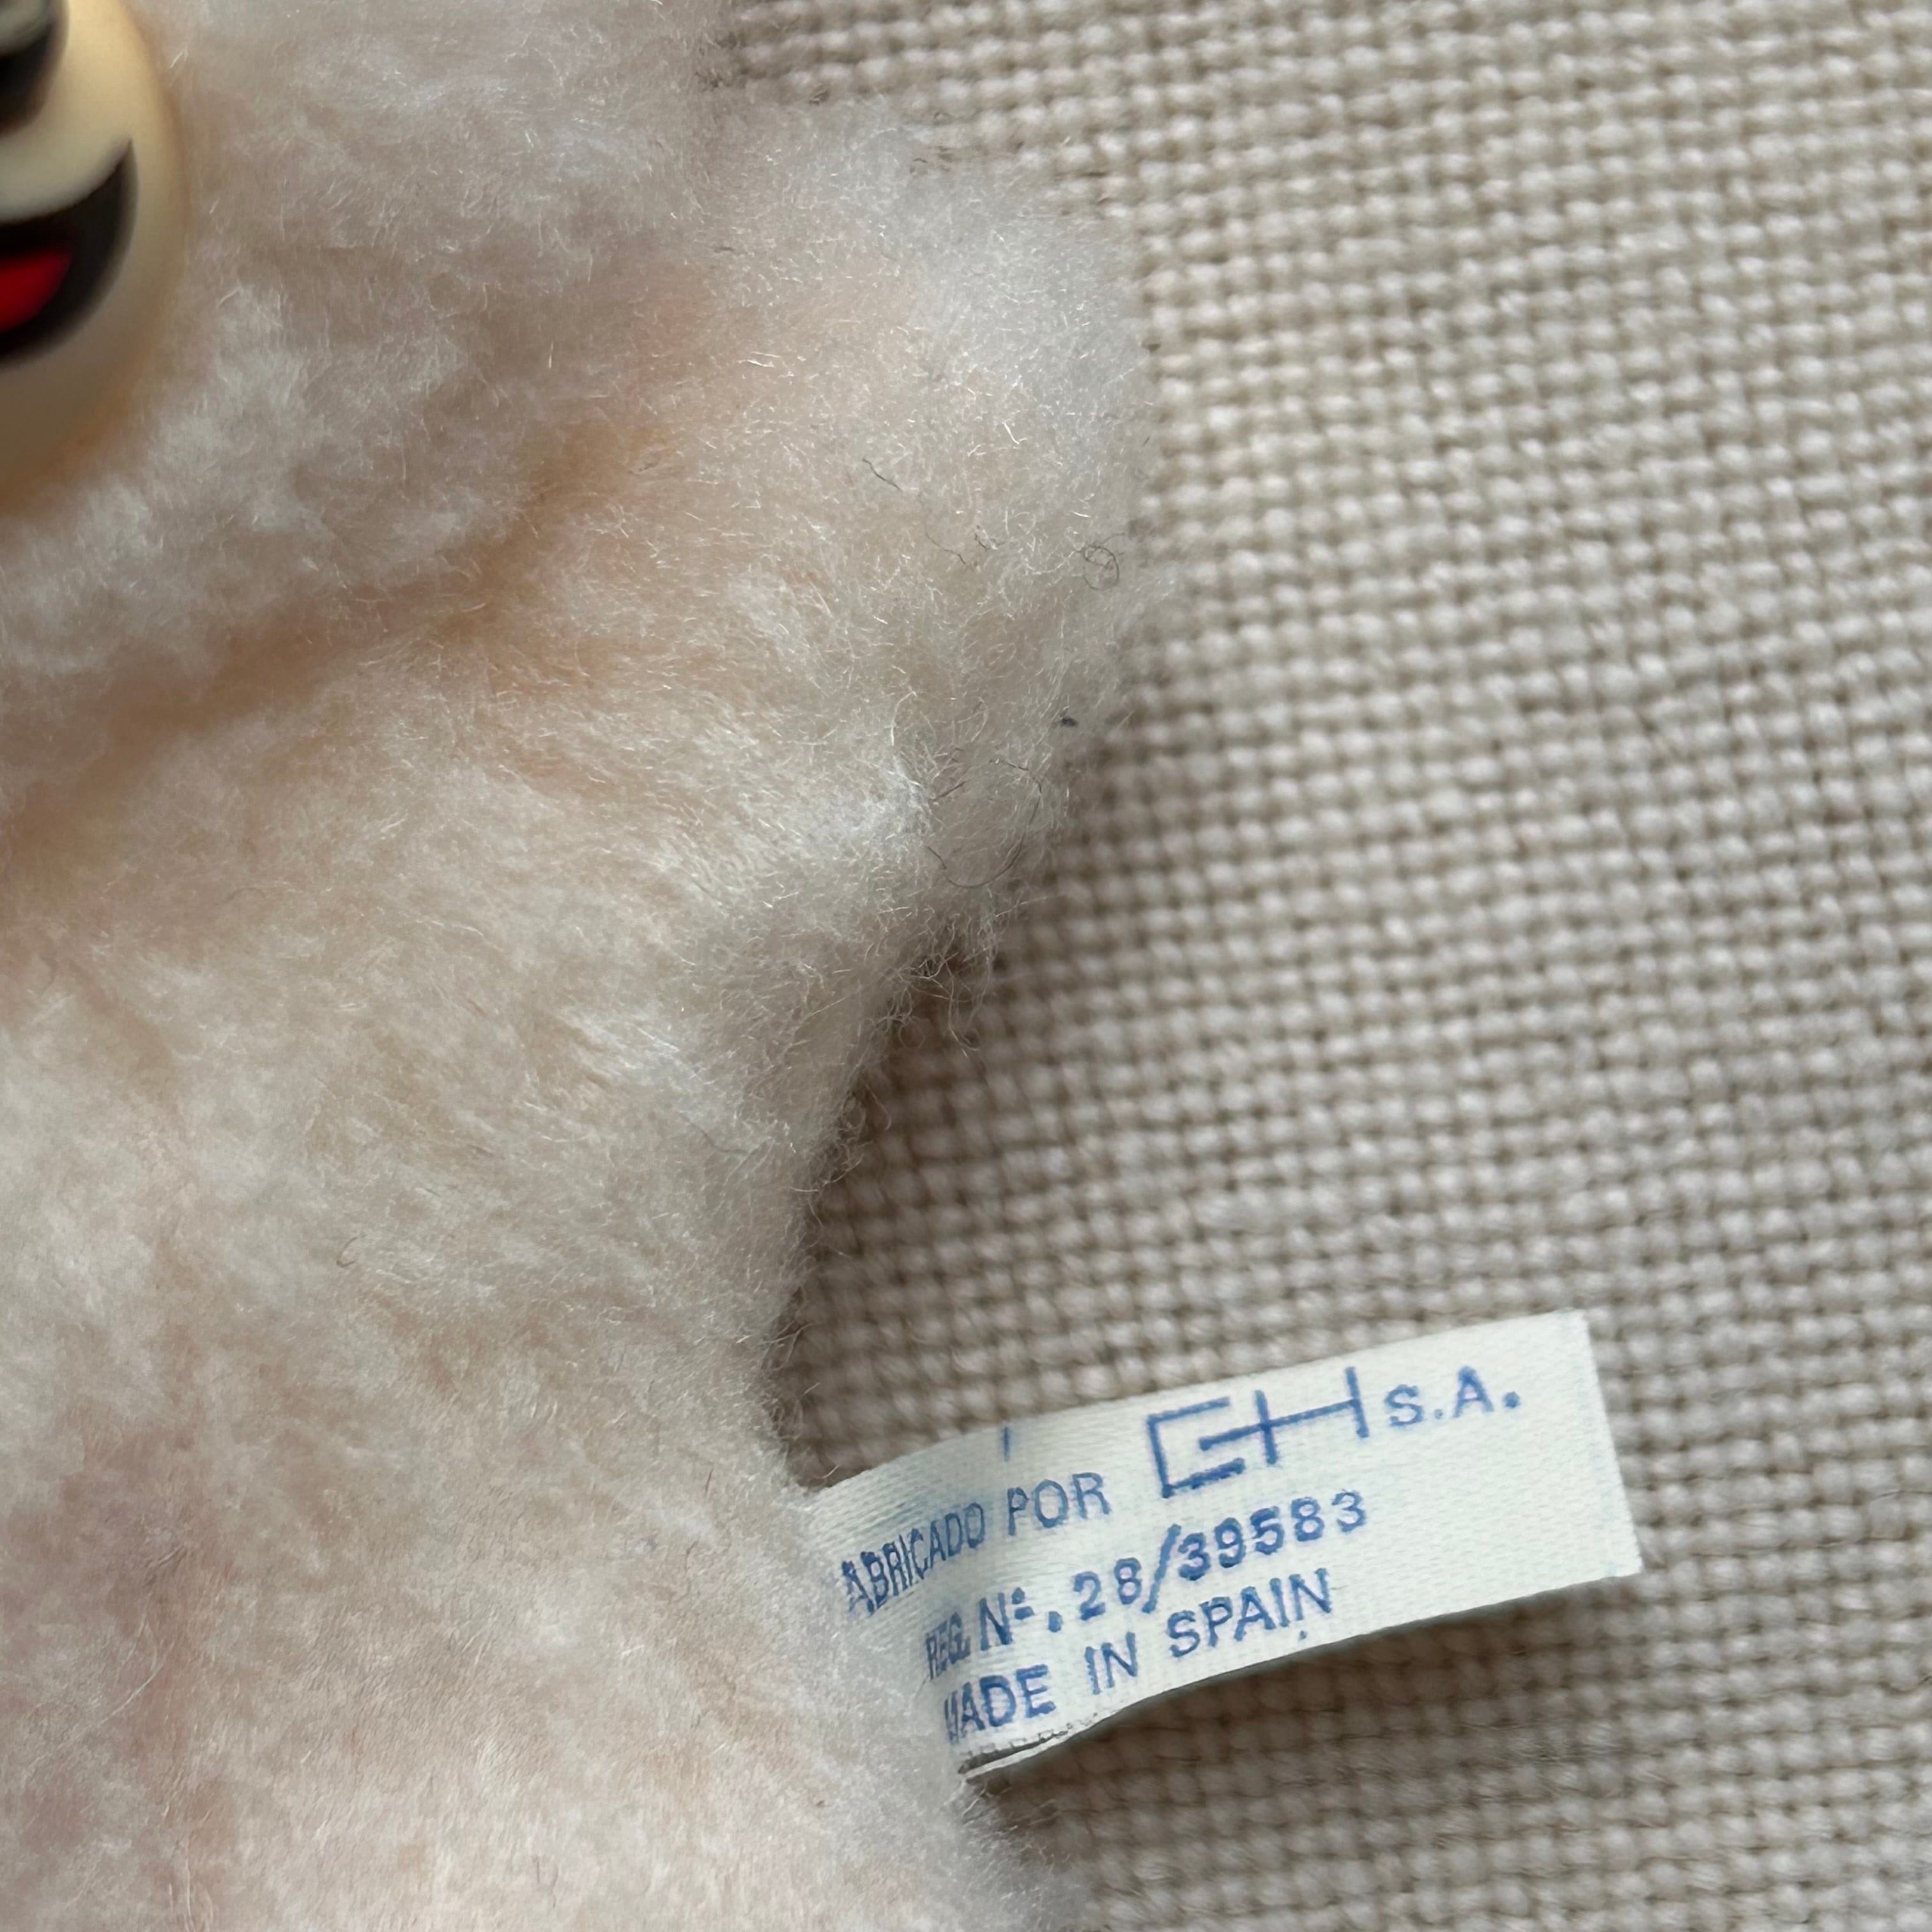 ABRICADO POR GH S.A.
REG. Nº. 28/39583
MADE IN SPAIN